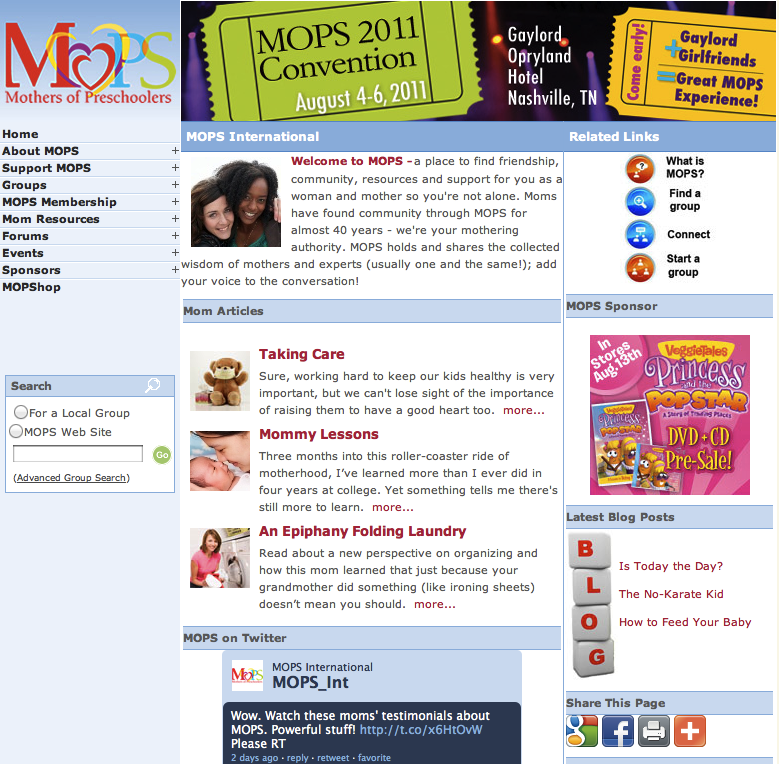 MOPS
Mothers of Preschoolers
MOPS 2011
Convention
August 4-6, 2011
Gaylord
Opryland
Hotel
Nashville, TN
Come early!
+ Gaylord
Girlfriends
= Great MOPS
Experience!
Home
About MOPS +
Support MOPS +
Groups +
MOPS Membership +
Mom Resources +
Forums +
Events +
Sponsors +
MOPShop
Search
For a Local Group
MOPS Web Site
Go
(Advanced Group Search)
MOPS International
Welcome to MOPS -a place to find friendship,
community, resources and support for you as a
woman and mother so you're not alone. Moms
have found community through MOPS for
almost 40 years - we're your mothering
authority. MOPS holds and shares the collected
wisdom of mothers and experts (usually one and the same!); add
your voice to the conversation!
Mom Articles
Taking Care
Sure, working hard to keep our kids healthy is very
important, but we can't lose sight of the importance
of raising them to have a good heart too. more...
Mommy Lessons
Three months into this roller-coaster ride of
motherhood, I've learned more than I ever did in
four years at college. Yet something tells me there's
still more to learn. more...
An Epiphany Folding Laundry
Read about a new perspective on organizing and
how this mom learned that just because your
grandmother did something (like ironing sheets)
doesn't mean you should. more...
MOPS on Twitter
MOPS
MOPS International
MOPS_Int
Wow. Watch these moms' testimonials about
MOPS. Powerful stuff! http://t.co/x6HtOvW
Please RT
2 days ago · reply · retweet · favorite
Related Links
What is
MOPS?
Find a
group
Connect
Start a
group
MOPS Sponsor
In
Stores
Aug.13th
VeggieTales
Princess
and the
POPSTAR
A Story of Trading Places
DVD + CD
Pre-Sale!
Latest Blog Posts
BLOG
Is Today the Day?
The No-Karate Kid
How to Feed Your Baby
Share This Page